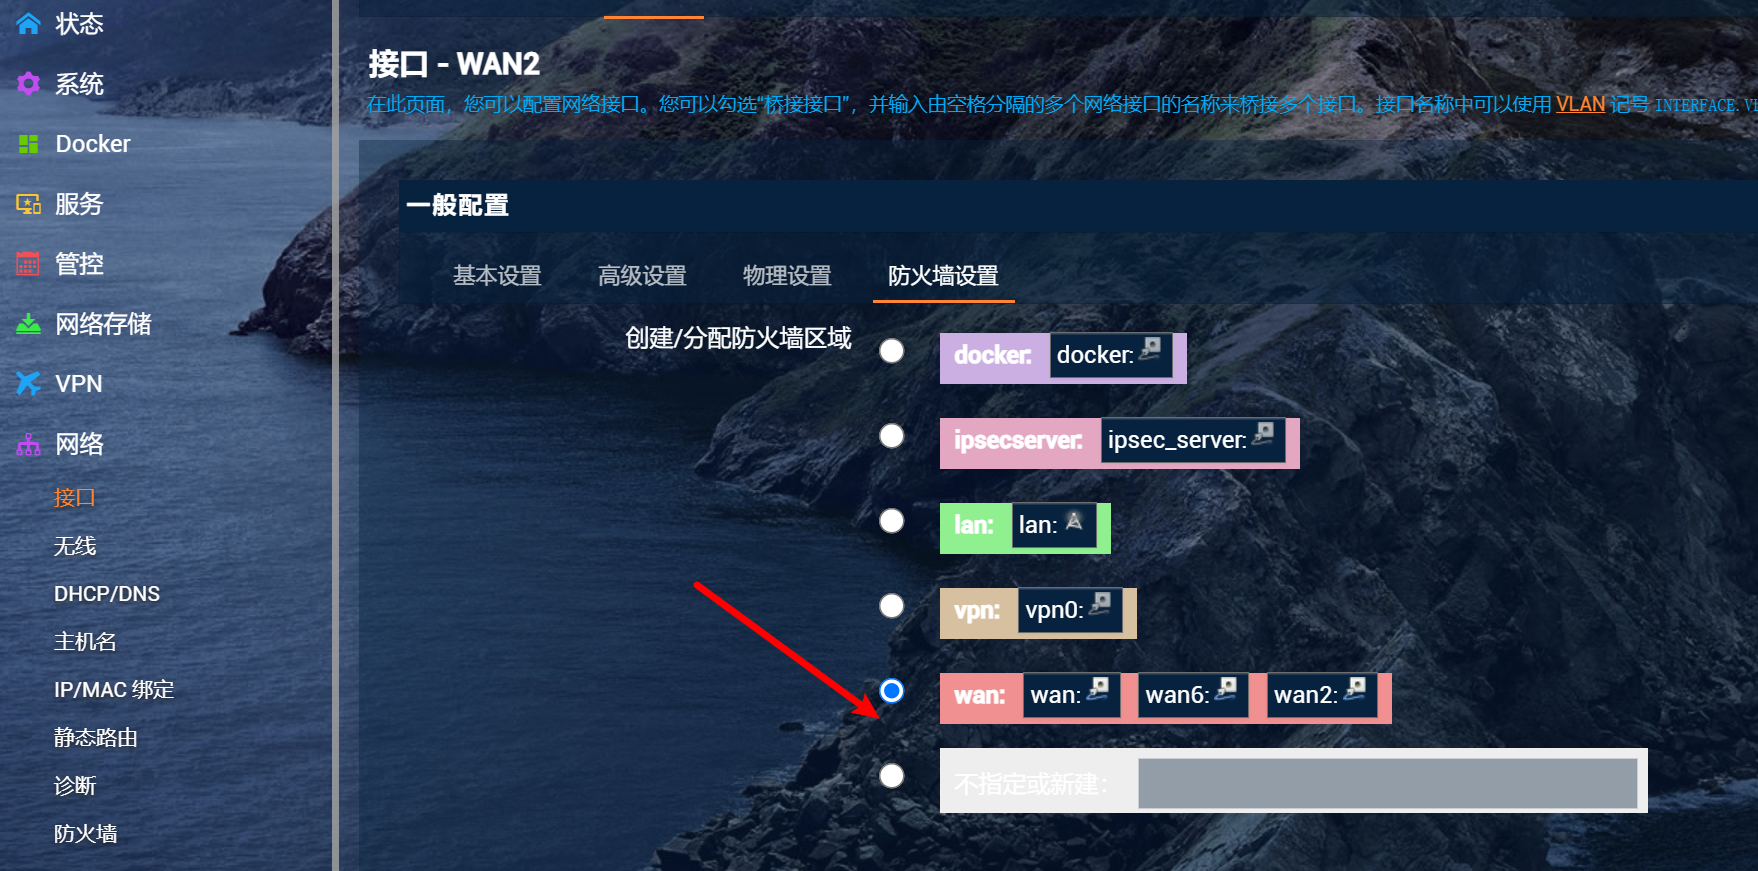 状态
系统
Docker
服务
管控
网络存储
VPN
网络
接口
无线
DHCP/DNS
主机名
IP/MAC 绑定
静态路由
诊断
防火墙
接口 - WAN2
在此页面，您可以配置网络接口。您可以勾选“桥接接口”，并输入由空格分隔的多个网络接口的名称来桥接多个接口。接口名称中可以使用 VLAN 记号
一般配置
基本设置 高级设置 物理设置 防火墙设置
创建/分配防火墙区域
docker: docker:
ipsecserver: ipsec_server:
lan: lan:
vpn: vpn0:
wan: wan: wan6: wan2:
不指定或新建：